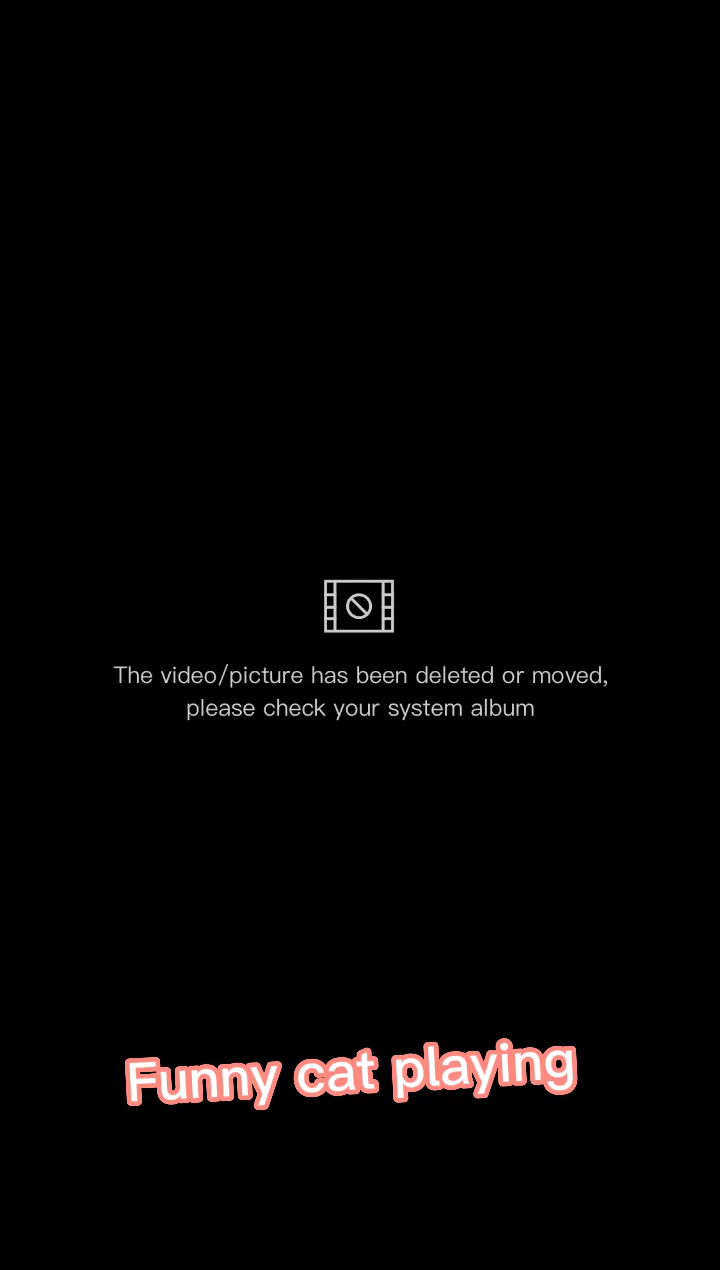 The video/picture has been deleted or moved,
please check your system album
Funny cat playing